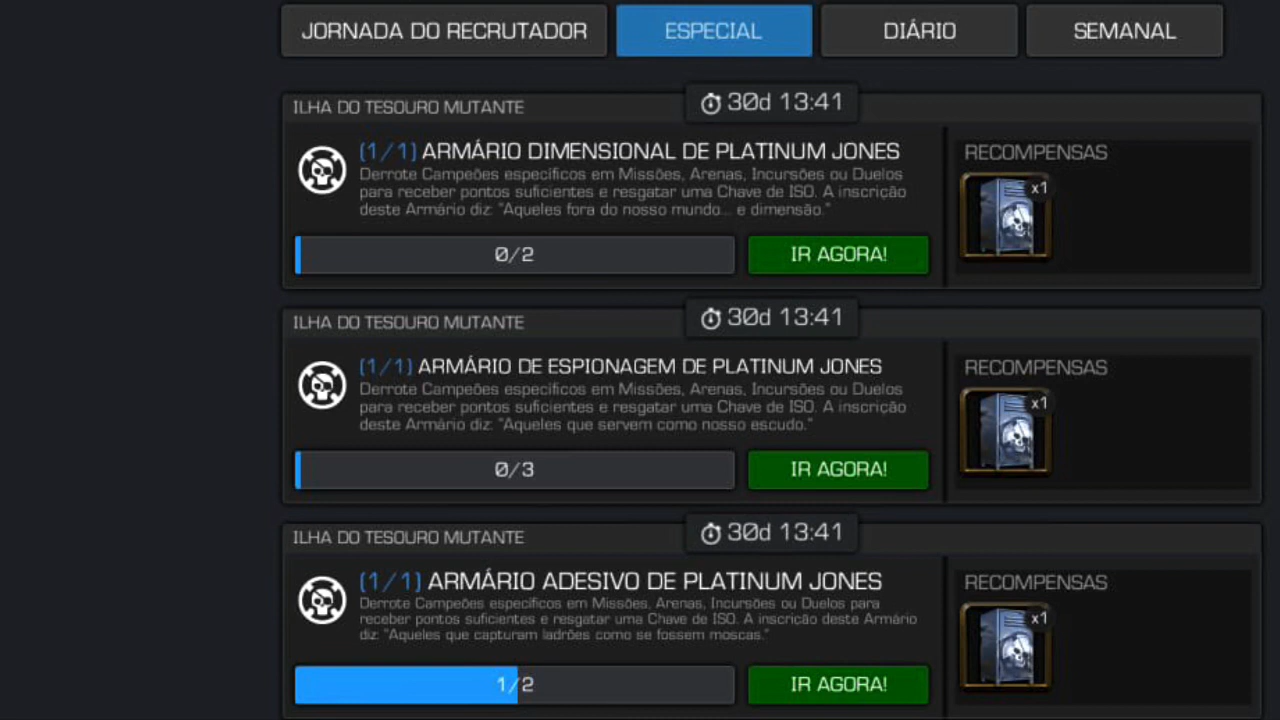 JORNADA DO RECRUTADOR ESPECIAL DIÁRIO SEMANAL
ILHA DO TESOURO MUTANTE 30d 13:41
(1/1) ARMÁRIO DIMENSIONAL DE PLATINUM JONES
Derrote Campeões específicos em Missões, Arenas, Incursões ou Duelos
para receber pontos suficientes e resgatar uma Chave de ISO. A inscrição
deste Armário diz: "Aqueles fora do nosso mundo... e dimensão."
0/2 IR AGORA!
RECOMPENSAS
x1
ILHA DO TESOURO MUTANTE 30d 13:41
(1/1) ARMÁRIO DE ESPIONAGEM DE PLATINUM JONES
Derrote Campeões específicos em Missões, Arenas, Incursões ou Duelos
para receber pontos suficientes e resgatar uma Chave de ISO. A inscrição
deste Armário diz: "Aqueles que servem como nosso escudo."
0/3 IR AGORA!
RECOMPENSAS
x1
ILHA DO TESOURO MUTANTE 30d 13:41
(1/1) ARMÁRIO ADESIVO DE PLATINUM JONES
Derrote Campeões específicos em Missões, Arenas, Incursões ou Duelos para
receber pontos suficientes e resgatar uma Chave de ISO. A inscrição deste Armário
diz: "Aqueles que capturam ladrões como se fossem moscas."
1/2 IR AGORA!
RECOMPENSAS
x1